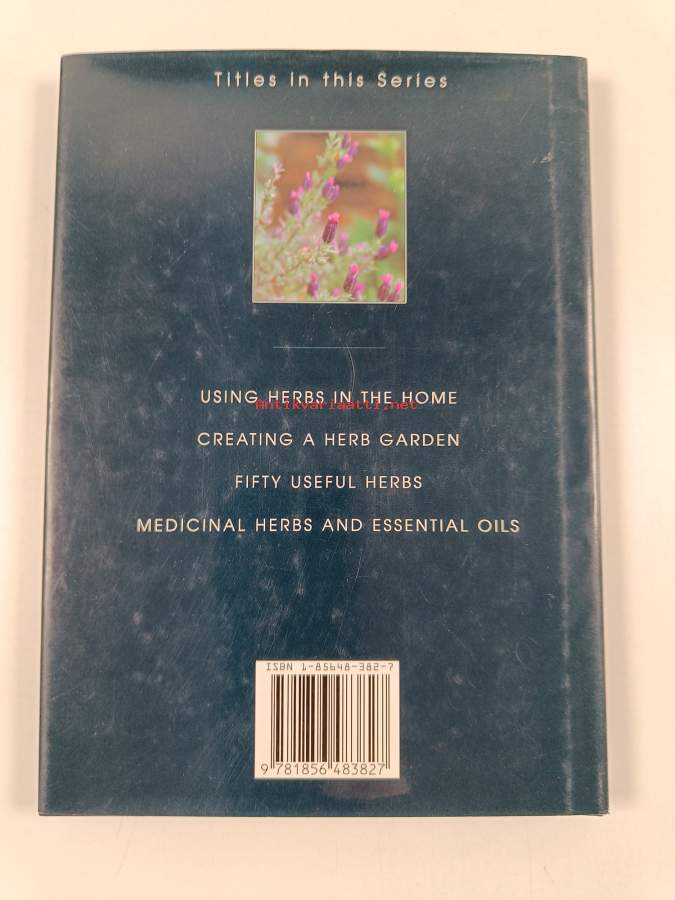 Titles in this Series
USING HERBS IN THE HOME
Antikvariaatti.net
CREATING A HERB GARDEN
FIFTY USEFUL HERBS
MEDICINAL HERBS AND ESSENTIAL OILS
ISBN 1-85648-382-7
9 781856 483827